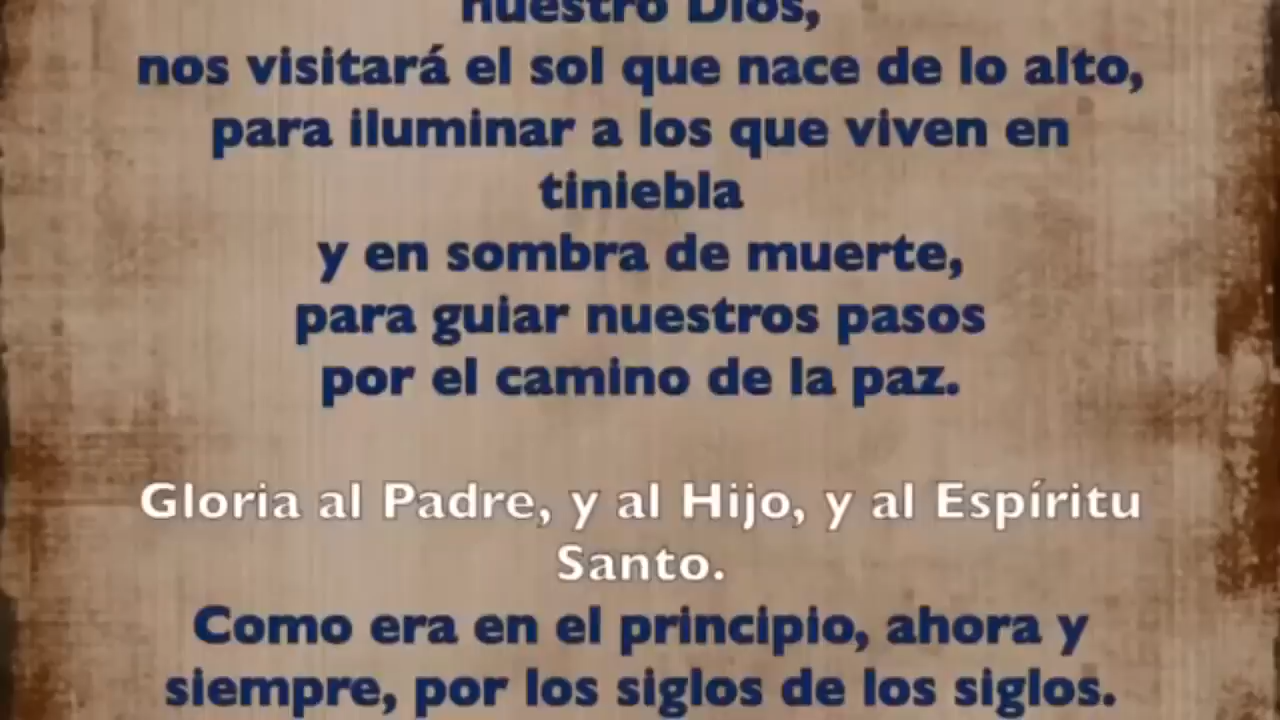 nuestro Dios,
nos visitará el sol que nace de lo alto,
para iluminar a los que viven en
tiniebla
y en sombra de muerte,
para guiar nuestros pasos
por el camino de la paz.
Gloria al Padre, y al Hijo, y al Espíritu
Santo.
Como era en el principio, ahora y
siempre, por los siglos de los siglos.